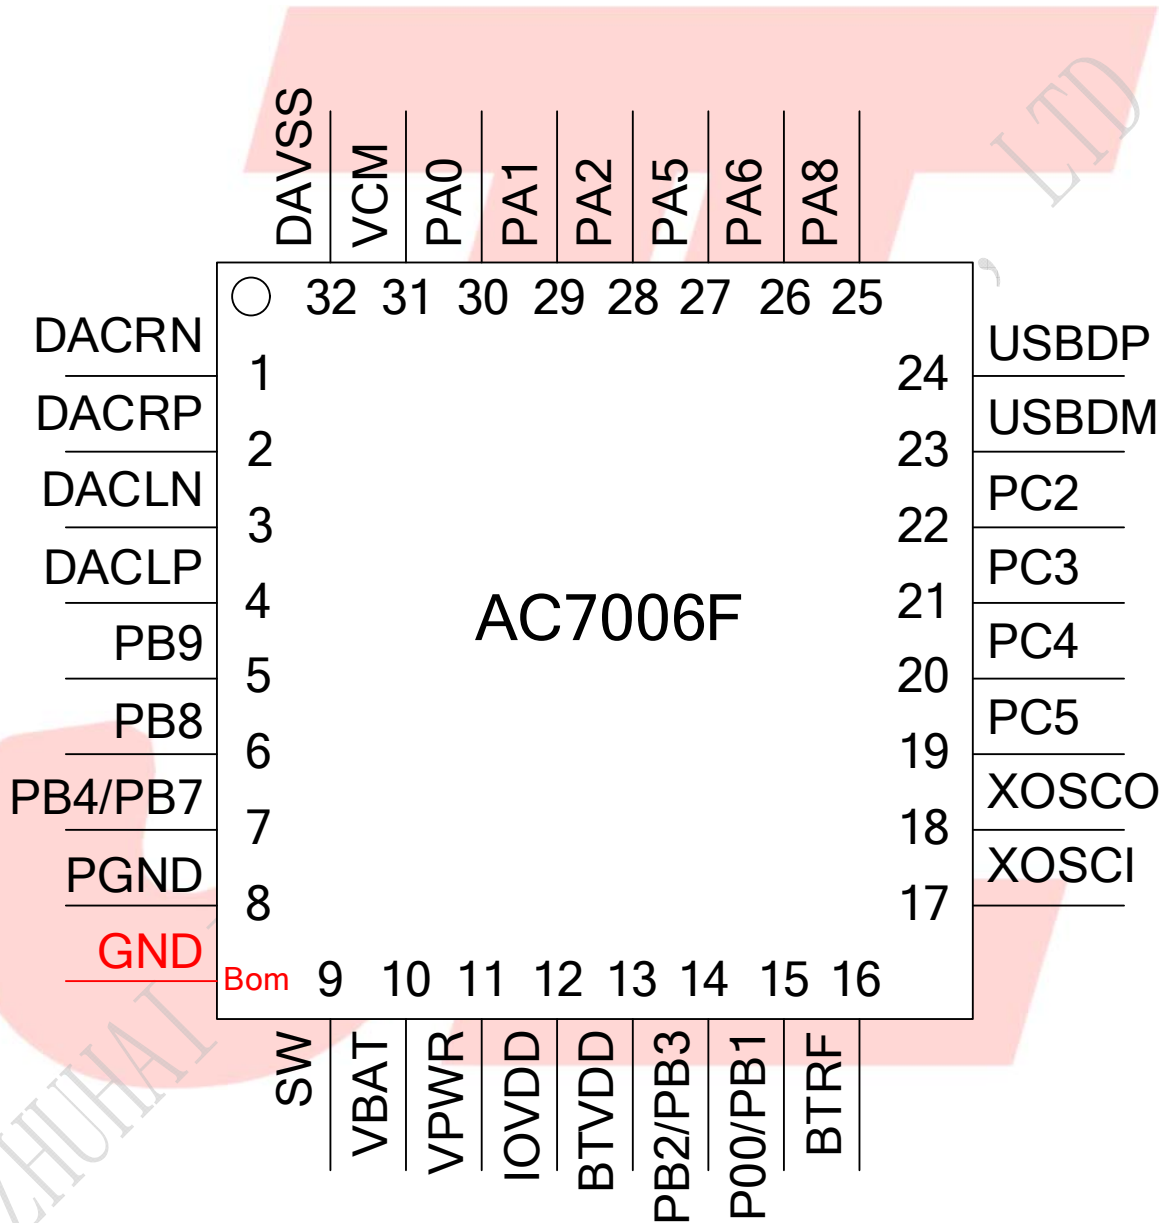 DAVSS
VCM
PA0
PA1
PA2
PA5
PA6
PA8
32 31 30 29 28 27 26 25
DACRN 1
DACRP 2
DACLN 3
DACLP 4
PB9 5
PB8 6
PB4/PB7 7
PGND 8
GND Bom
AC7006F
24 USBDP
23 USBDM
22 PC2
21 PC3
20 PC4
19 PC5
18 XOSCO
17 XOSCI
9 10 11 12 13 14 15 16
SW
VBAT
VPWR
IOVDD
BTVDD
PB2/PB3
P00/PB1
BTRF
ZHUHAI
, LTD